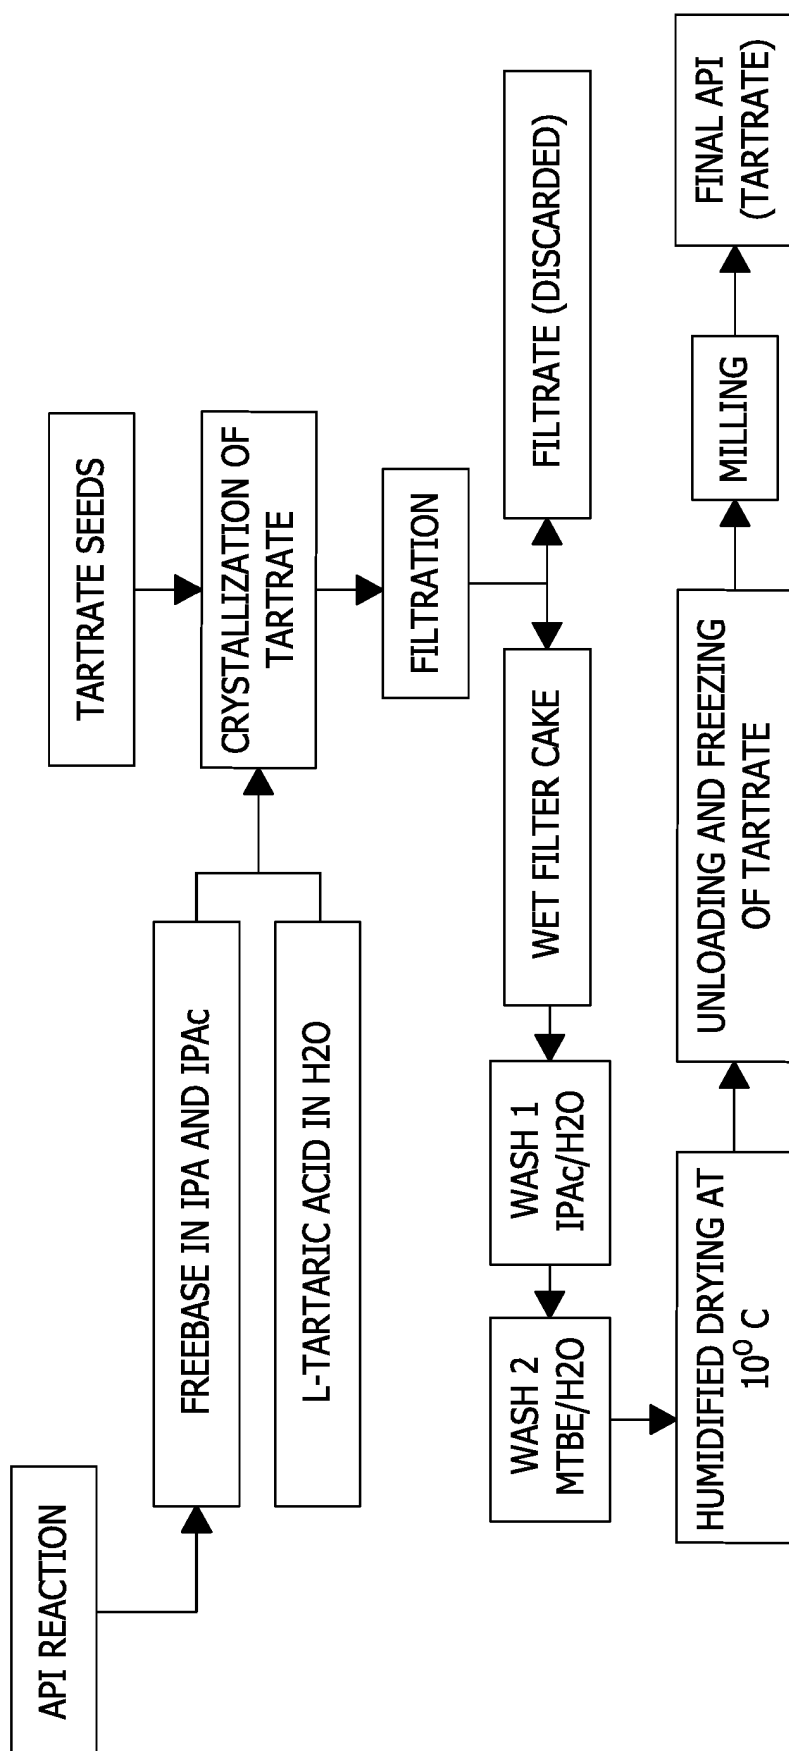 API REACTION
FREEBASE IN IPA AND IPAc
L-TARTARIC ACID IN H2O
TARTRATE SEEDS
CRYSTALLIZATION OF
TARTRATE
FILTRATION
FILTRATE (DISCARDED)
WET FILTER CAKE
WASH 1
IPAc/H2O
WASH 2
MTBE/H2O
HUMIDIFIED DRYING AT
10⁰ C
UNLOADING AND FREEZING
OF TARTRATE
MILLING
FINAL API
(TARTRATE)